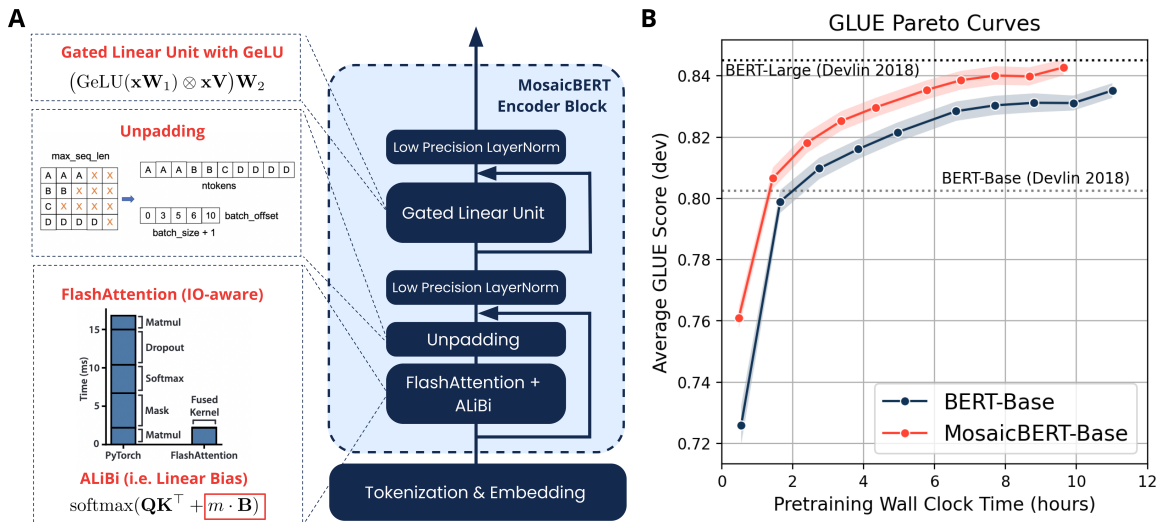 A
Gated Linear Unit with GeLU
(GeLU(xW₁) ⊗ xV)W₂
Unpadding
max_seq_len
A A A X X
B B X X X
C X X X X
D D D D X
A A A B B C D D D D
ntokens
0 3 5 6 10
batch_offset
batch_size + 1
FlashAttention (IO-aware)
Time (ms)
15
10
5
0
Matmul
Dropout
Softmax
Mask
Matmul
Fused
Kernel
PyTorch
FlashAttention
ALiBi (i.e. Linear Bias)
softmax(QK⊤ + m · B)
MosaicBERT
Encoder Block
Low Precision LayerNorm
Gated Linear Unit
Low Precision LayerNorm
Unpadding
FlashAttention +
ALiBi
Tokenization & Embedding
B
GLUE Pareto Curves
Average GLUE Score (dev)
0.84
0.82
0.80
0.78
0.76
0.74
0.72
BERT-Large (Devlin 2018)
BERT-Base (Devlin 2018)
BERT-Base
MosaicBERT-Base
0 2 4 6 8 10 12
Pretraining Wall Clock Time (hours)